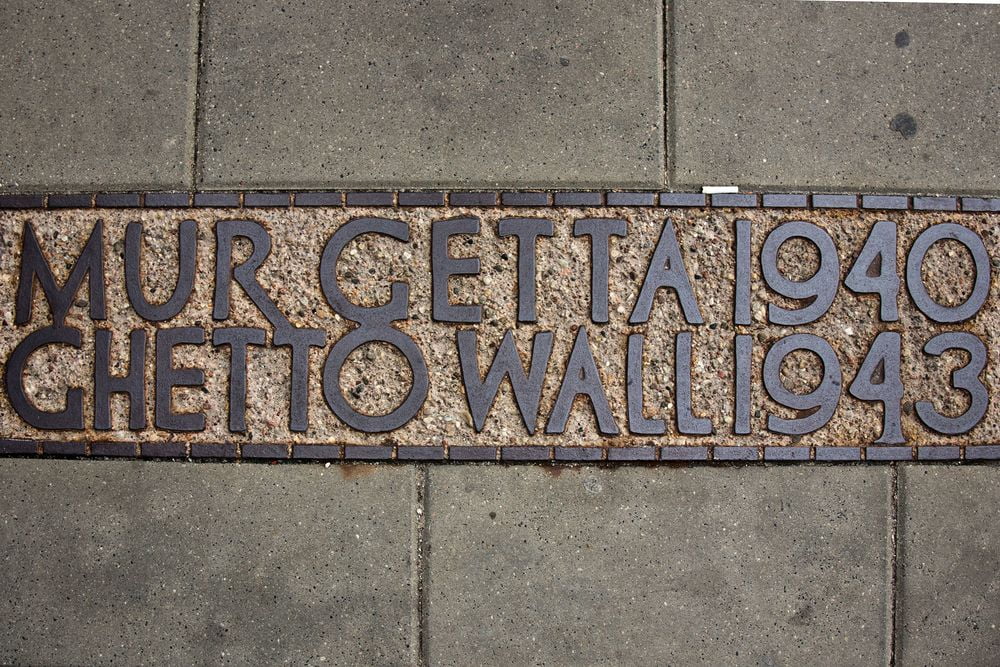 MUR GETTA 1940
GHETTO WALL 1943